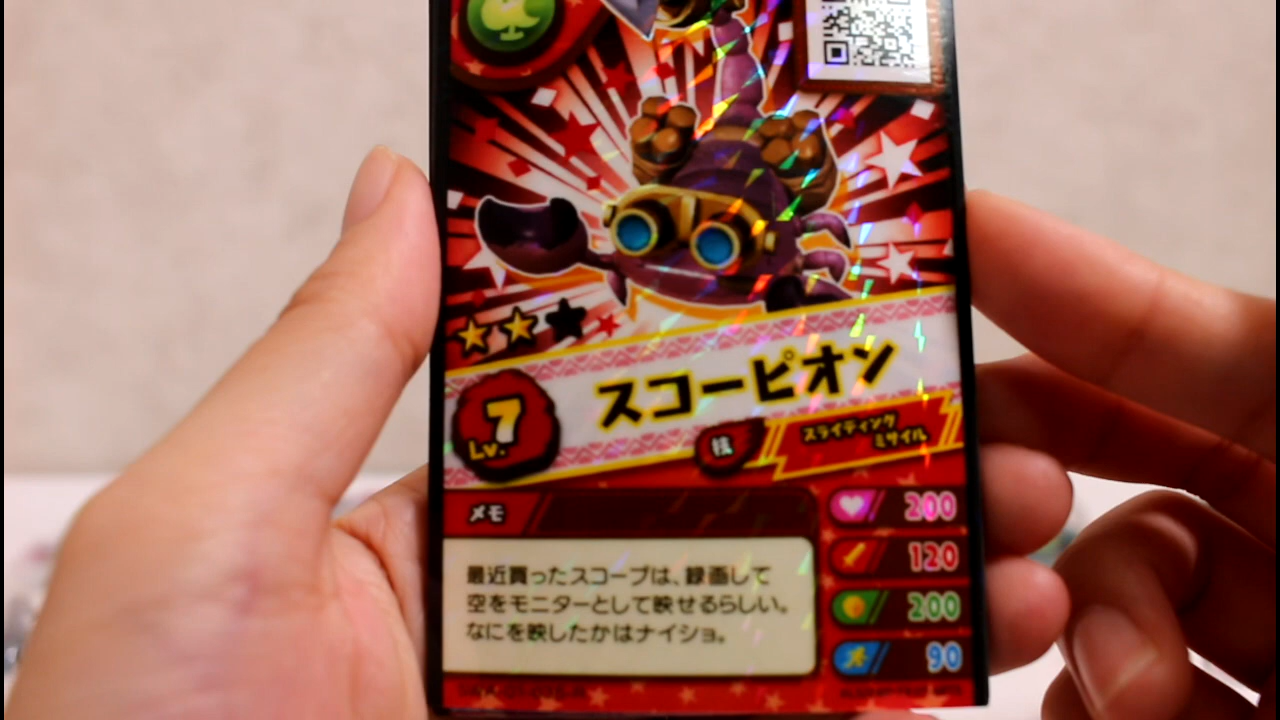 スコーピオン
7
Lv.
技
スライディング
ミサイル
メモ
最近買ったスコープは、録画して
空をモニターとして映せるらしい。
なにを映したかはナイショ。
200
120
200
90